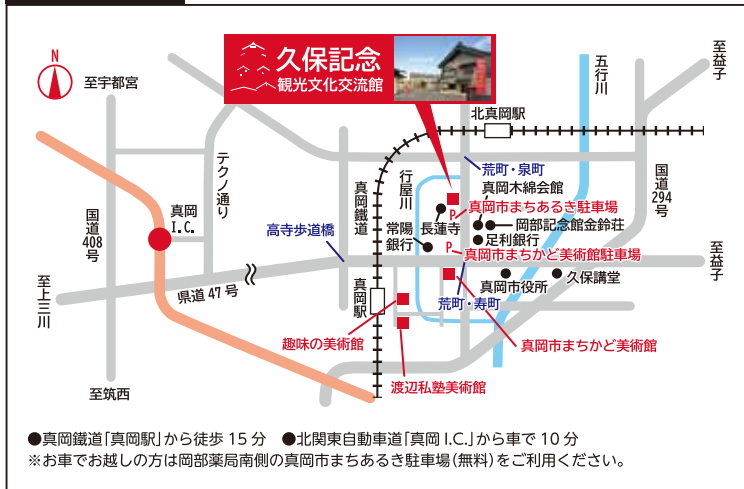 久保記念
観光文化交流館
N
至宇都宮
至益子
五行川
北真岡駅
テクノ通り
荒町・泉町
国道
294
号
真岡鐵道
行屋川
真岡木綿会館
真岡市まちあるき駐車場
P
長蓮寺
岡部記念館金鈴荘
国道
408
号
真岡
I.C.
高寺歩道橋
常陽
銀行
足利銀行
P
真岡市まちかど美術館駐車場
至益子
至上三川
県道 47 号
真岡駅
真岡市役所
久保講堂
荒町・寿町
趣味の美術館
真岡市まちかど美術館
渡辺私塾美術館
至筑西
●真岡鐵道「真岡駅」から徒歩 15 分　●北関東自動車道「真岡 I.C.」から車で 10 分
※お車でお越しの方は岡部薬局南側の真岡市まちあるき駐車場（無料）をご利用ください。